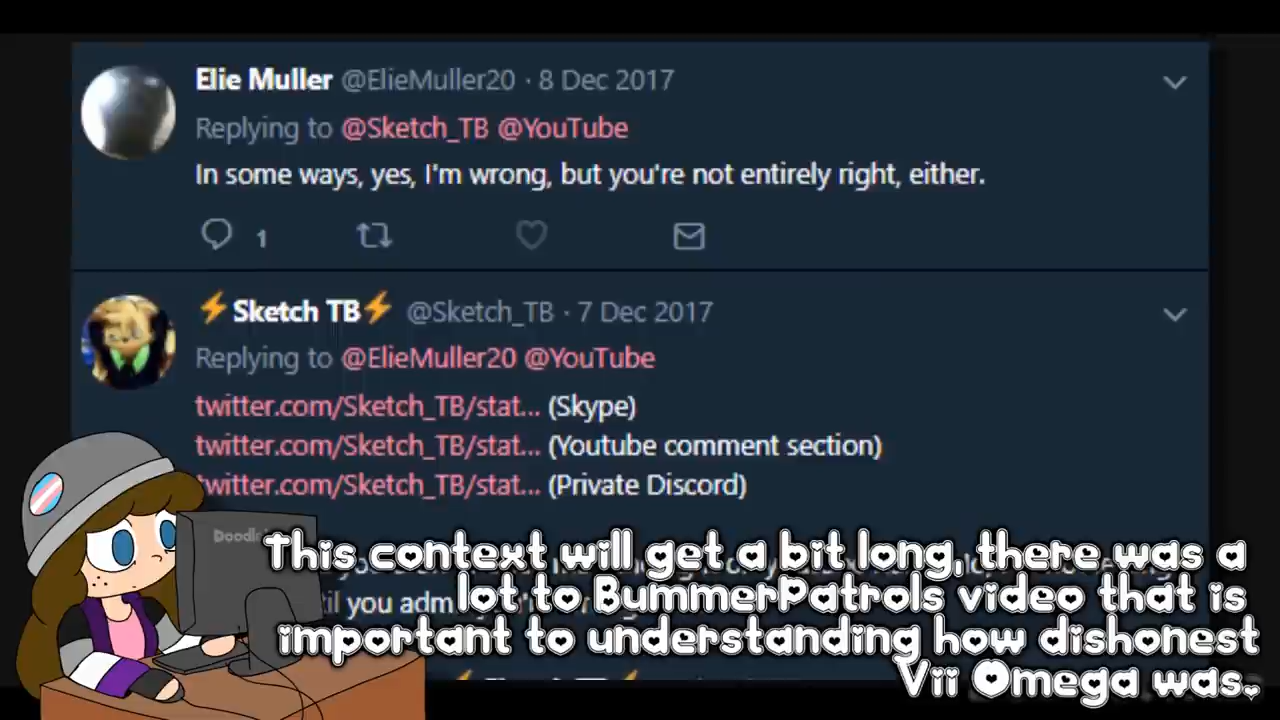 Elie Muller @ElieMuller20 · 8 Dec 2017
Replying to @Sketch_TB @YouTube
In some ways, yes, I'm wrong, but you're not entirely right, either.
1
⚡Sketch TB⚡ @Sketch_TB · 7 Dec 2017
Replying to @ElieMuller20 @YouTube
twitter.com/Sketch_TB/stat... (Skype)
twitter.com/Sketch_TB/stat... (Youtube comment section)
twitter.com/Sketch_TB/stat... (Private Discord)
This context will get a bit long, there was a
lot to BummerPatrols video that is
important to understanding how dishonest
Vii Omega was.